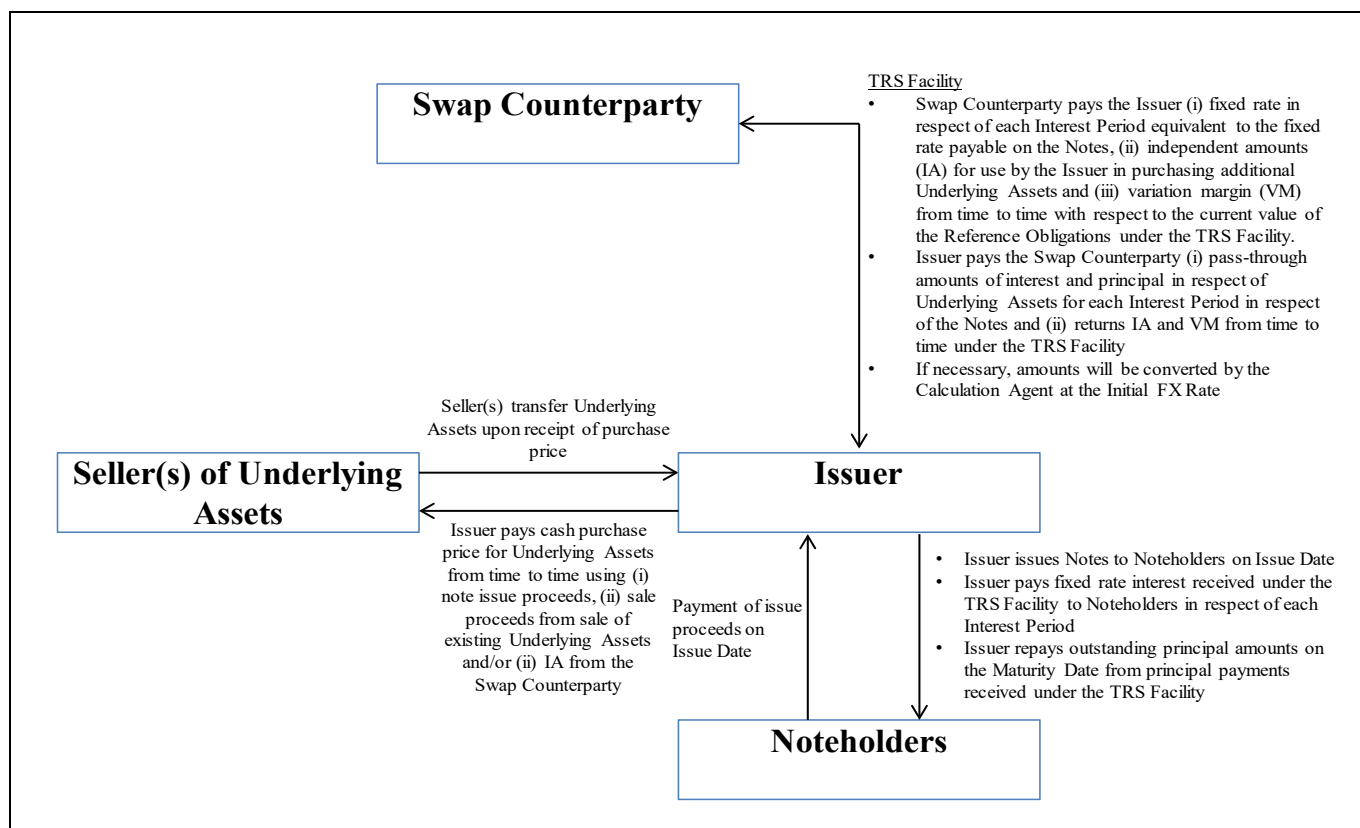 Swap Counterparty
TRS Facility
• Swap Counterparty pays the Issuer (i) fixed rate in
respect of each Interest Period equivalent to the fixed
rate payable on the Notes, (ii) independent amounts
(IA) for use by the Issuer in purchasing additional
Underlying Assets and (iii) variation margin (VM)
from time to time with respect to the current value of
the Reference Obligations under the TRS Facility.
• Issuer pays the Swap Counterparty (i) pass-through
amounts of interest and principal in respect of
Underlying Assets for each Interest Period in respect
of the Notes and (ii) returns IA and VM from time to
time under the TRS Facility
• If necessary, amounts will be converted by the
Calculation Agent at the Initial FX Rate
Seller(s) transfer Underlying
Assets upon receipt of purchase
price
Seller(s) of Underlying
Assets
Issuer
Issuer pays cash purchase
price for Underlying Assets
from time to time using (i)
note issue proceeds, (ii) sale
proceeds from sale of
existing Underlying Assets
and/or (ii) IA from the
Swap Counterparty
Payment of issue
proceeds on
Issue Date
• Issuer issues Notes to Noteholders on Issue Date
• Issuer pays fixed rate interest received under the
TRS Facility to Noteholders in respect of each
Interest Period
• Issuer repays outstanding principal amounts on
the Maturity Date from principal payments
received under the TRS Facility
Noteholders